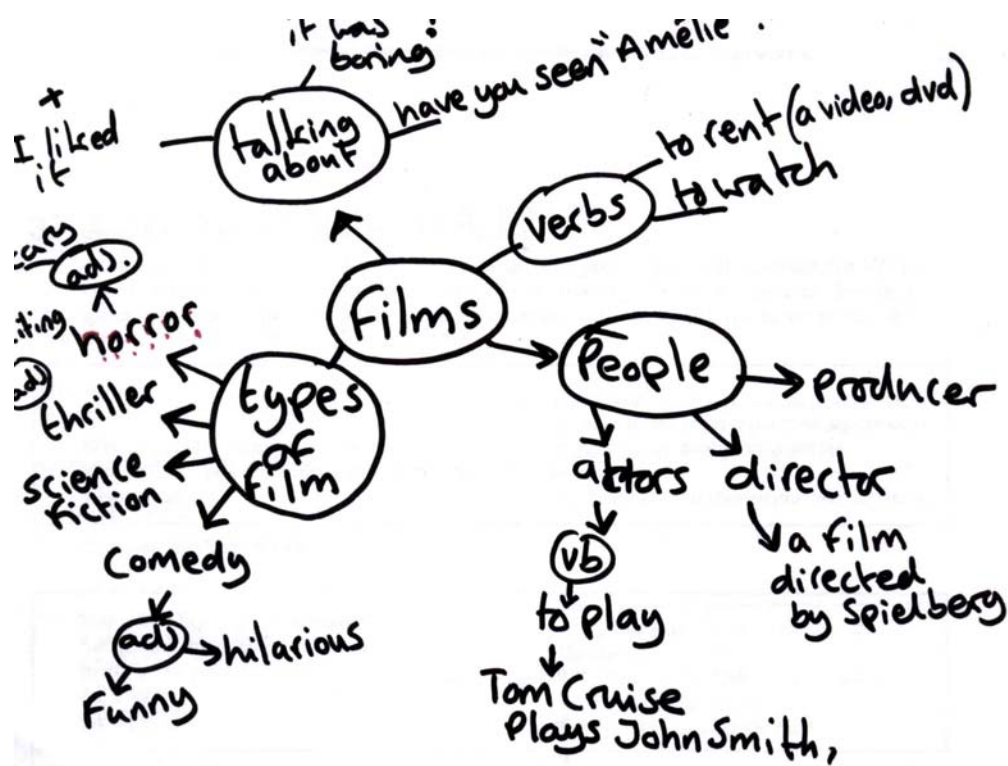 it was
boring!
have you seen "Amélie".
+
I liked
it
talking
about
to rent (a video, dvd)
to watch
verbs
adj.
Films
horror
People
producer
types
of
film
thriller
science
fiction
actors
director
comedy
vb
a film
directed
by Spielberg
to play
adj
hilarious
Funny
Tom Cruise
plays John Smith,